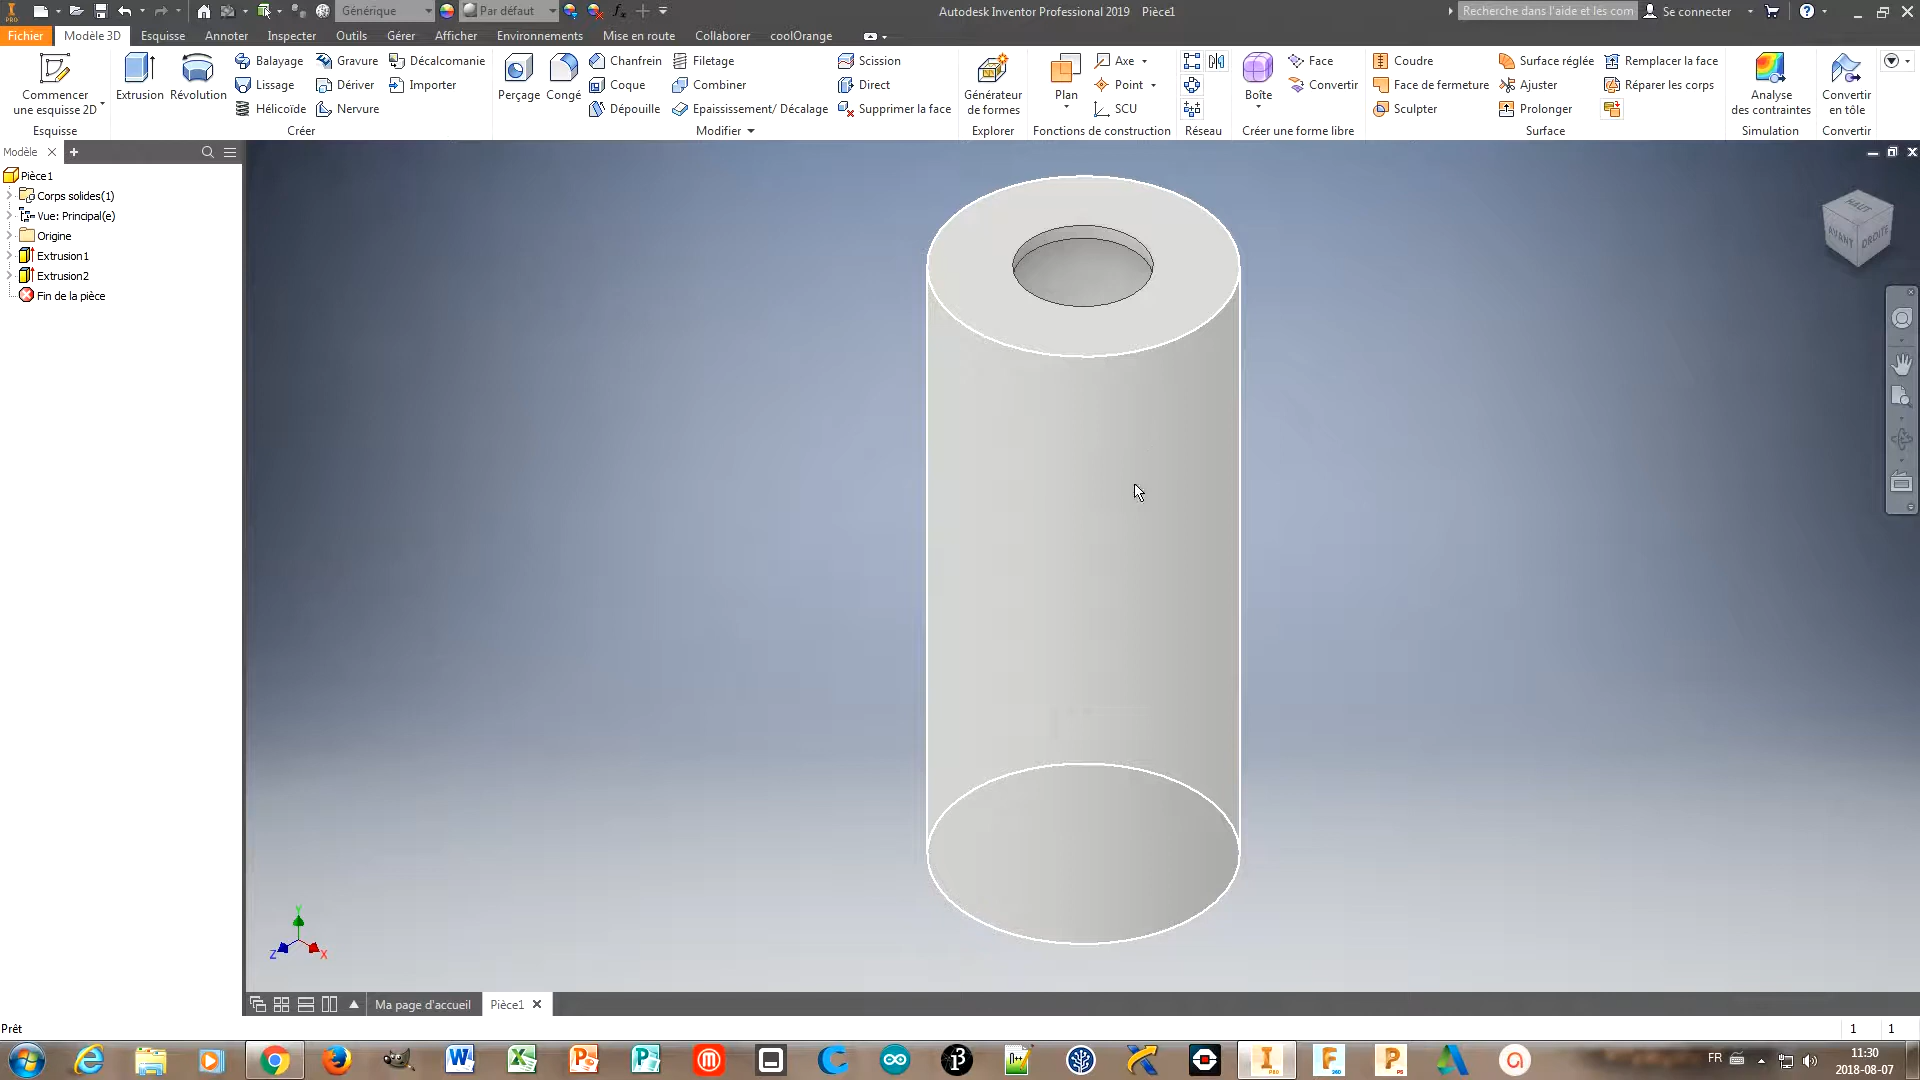 Générique
Par défaut
Autodesk Inventor Professional 2019 Pièce1
Recherche dans l'aide et les com
Se connecter
Fichier Modèle 3D Esquisse Annoter Inspecter Outils Gérer Afficher Environnements Mise en route Collaborer coolOrange
Commencer
une esquisse 2D
Esquisse
Extrusion
Révolution
Balayage
Lissage
Hélicoïde
Gravure
Dériver
Nervure
Décalcomanie
Importer
Créer
Perçage
Congé
Chanfrein
Coque
Dépouille
Filetage
Combiner
Epaississement/ Décalage
Scission
Direct
Supprimer la face
Modifier
Générateur
de formes
Explorer
Plan
Axe
Point
SCU
Fonctions de construction
Réseau
Boîte
Face
Convertir
Créer une forme libre
Coudre
Face de fermeture
Sculpter
Surface réglée
Ajuster
Prolonger
Remplacer la face
Réparer les corps
Surface
Analyse
des contraintes
Simulation
Convertir
en tôle
Convertir
Modèle
Pièce1
Corps solides(1)
Vue: Principal(e)
Origine
Extrusion1
Extrusion2
Fin de la pièce
HAUT
AVANT
DROITE
Y
Z
X
Ma page d'accueil
Pièce1
Prêt
1 1
FR
11:30
2018-08-07